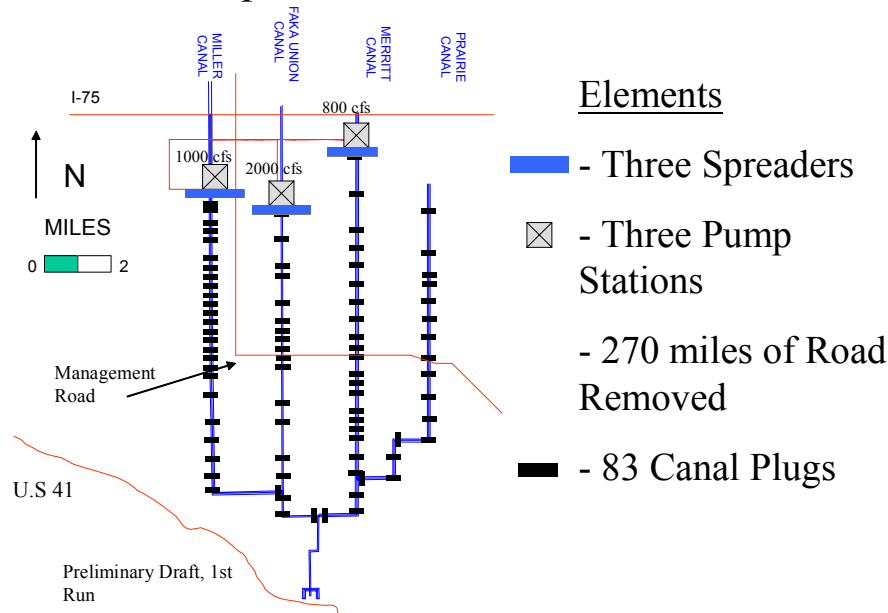 MILLER
CANAL
FAKA UNION
CANAL
MERRITT
CANAL
PRAIRIE
CANAL
I-75
800 cfs
1000 cfs
2000 cfs
N
MILES
0 2
Management
Road
U.S 41
Preliminary Draft, 1st
Run
Elements
- Three Spreaders
- Three Pump
Stations
- 270 miles of Road
Removed
- 83 Canal Plugs